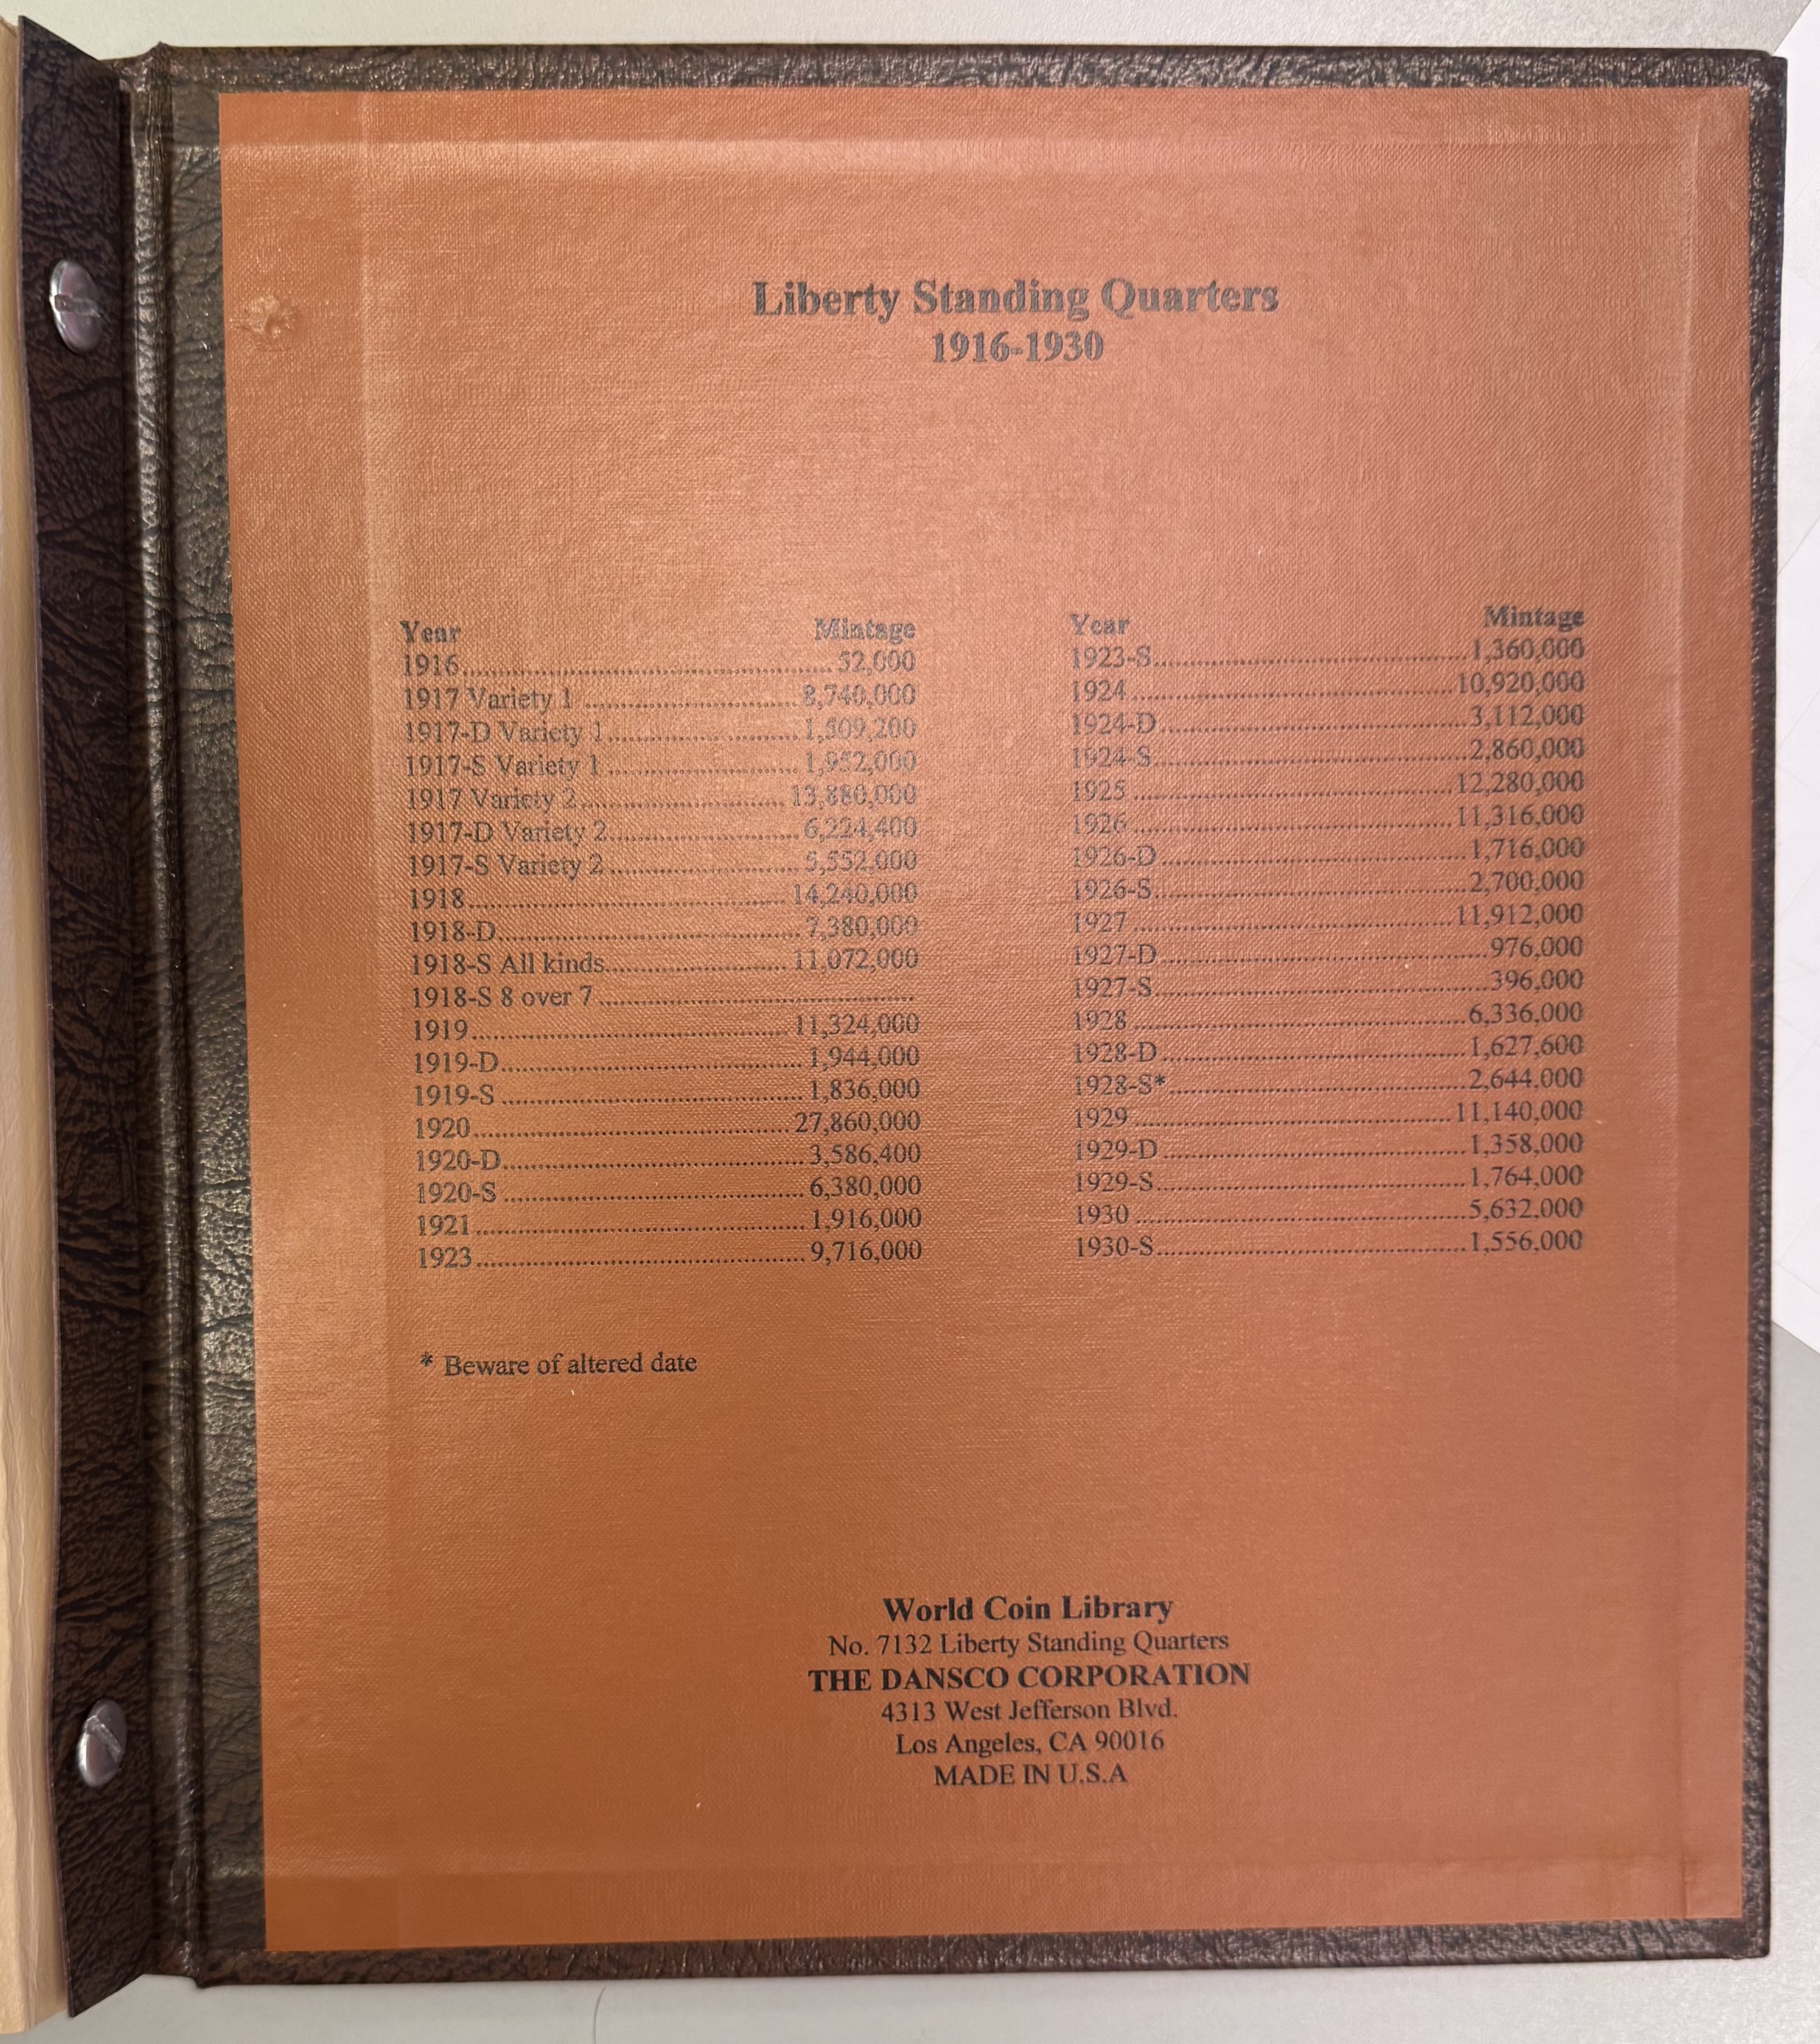 Liberty Standing Quarters
1916-1930
Year Mintage
1916 52,000
1917 Variety 1 8,740,000
1917-D Variety 1 1,509,200
1917-S Variety 1 1,952,000
1917 Variety 2 13,880,000
1917-D Variety 2 6,224,400
1917-S Variety 2 5,552,000
1918 14,240,000
1918-D 7,380,000
1918-S All kinds 11,072,000
1918-S 8 over 7
1919 11,324,000
1919-D 1,944,000
1919-S 1,836,000
1920 27,860,000
1920-D 3,586,400
1920-S 6,380,000
1921 1,916,000
1923 9,716,000
Year Mintage
1923-S 1,360,000
1924 10,920,000
1924-D 3,112,000
1924-S 2,860,000
1925 12,280,000
1926 11,316,000
1926-D 1,716,000
1926-S 2,700,000
1927 11,912,000
1927-D 976,000
1927-S 396,000
1928 6,336,000
1928-D 1,627,600
1928-S* 2,644.000
1929 11,140,000
1929-D 1,358,000
1929-S 1,764,000
1930 5,632,000
1930-S 1,556,000
* Beware of altered date
World Coin Library
No. 7132 Liberty Standing Quarters
THE DANSCO CORPORATION
4313 West Jefferson Blvd.
Los Angeles, CA 90016
MADE IN U.S.A